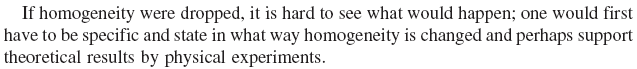 If homogeneity were dropped, it is hard to see what would happen; one would first
have to be specific and state in what way homogeneity is changed and perhaps support
theoretical results by physical experiments.